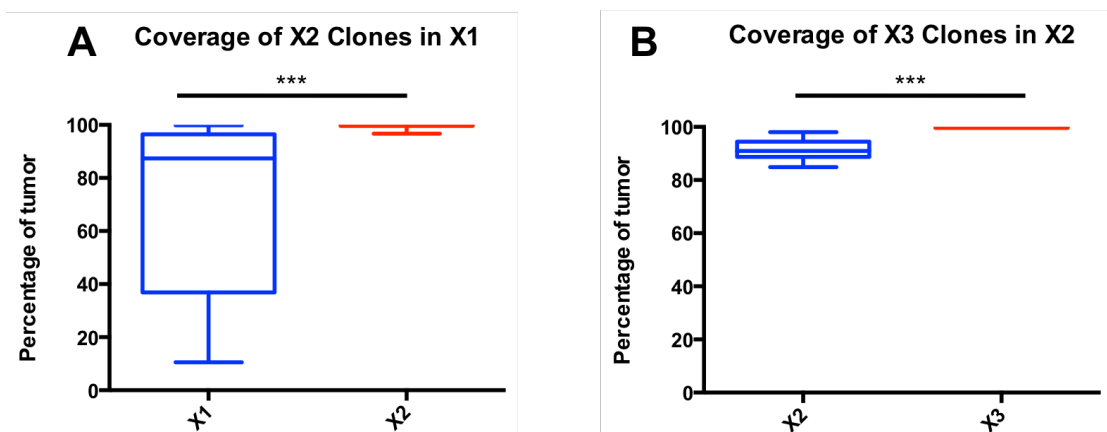 A
Coverage of X2 Clones in X1
***
Percentage of tumor
100
80
60
40
20
0
X1
X2
B
Coverage of X3 Clones in X2
***
Percentage of tumor
100
80
60
40
20
0
X2
X3